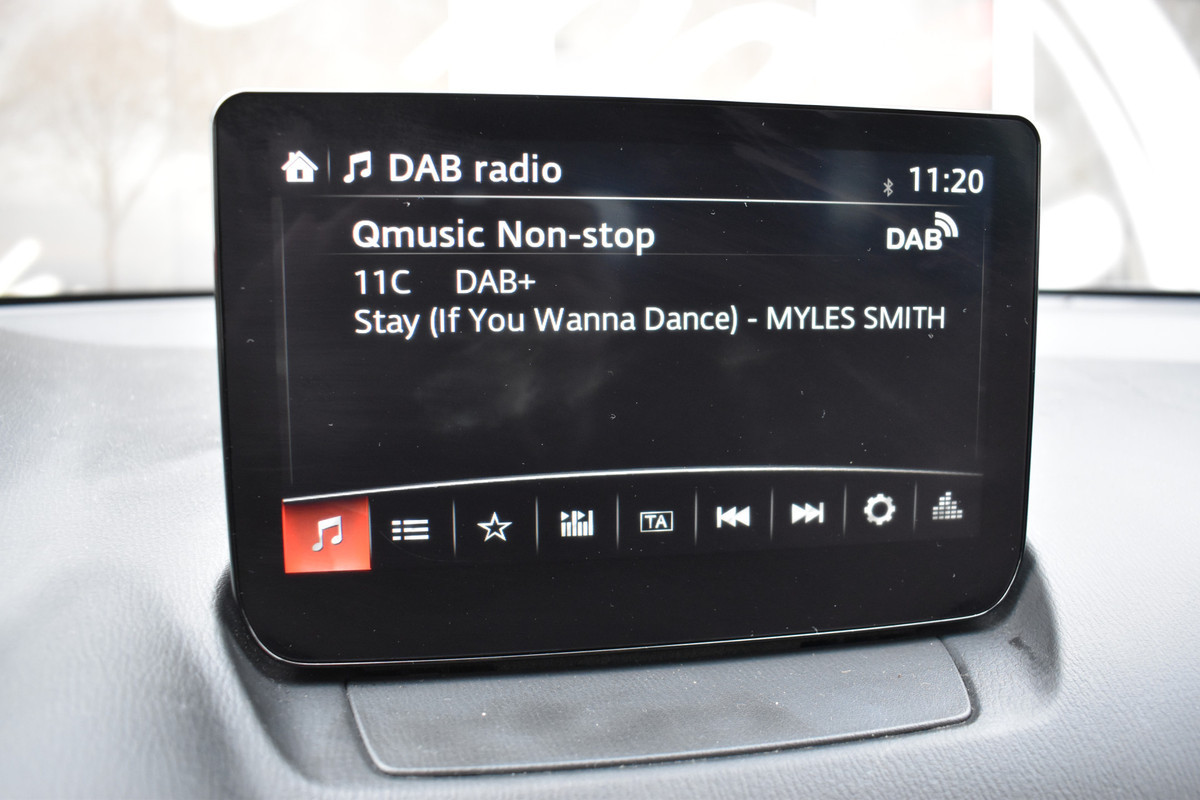 DAB radio
11:20
Qmusic Non-stop
DAB
11C DAB+
Stay (If You Wanna Dance) - MYLES SMITH
TA